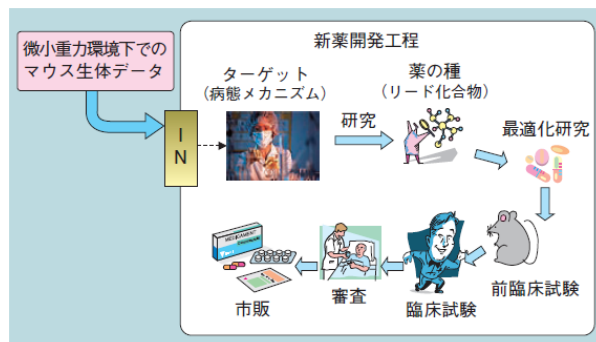 微小重力環境下での
マウス生体データ
新薬開発工程
IN
ターゲット
(病態メカニズム)
研究
薬の種
(リード化合物)
最適化研究
前臨床試験
臨床試験
審査
市販
MEDICAMENT